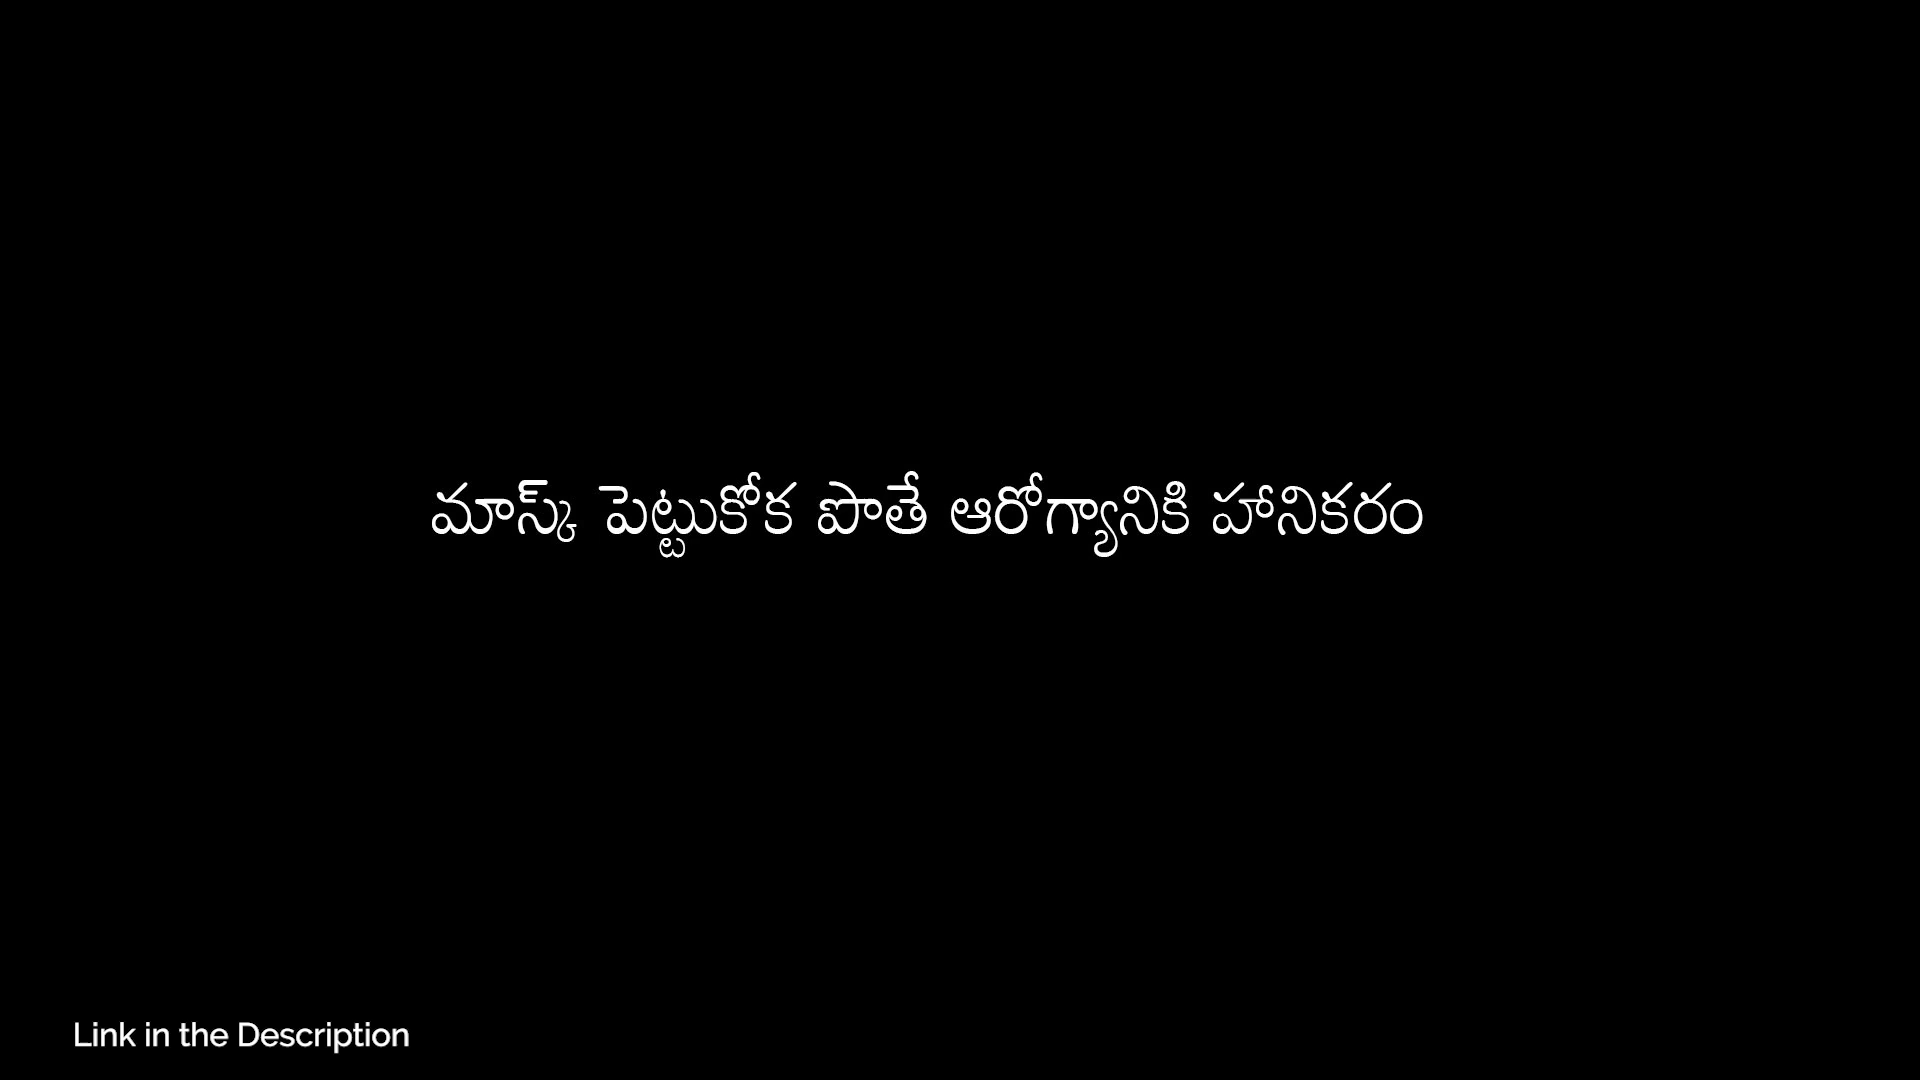 మాస్క్ పెట్టుకోక పొతే ఆరోగ్యానికి హానికరం
Link in the Description